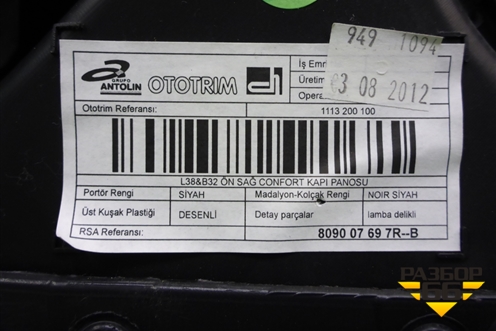 949 1094
03 08 2012
GRUPO
ANTOLIN
OTOTRIM
İş Emr
Üretim
Opera
Ototrim Referansı:
1113 200 100
L38&B32 ÖN SAĞ CONFORT KAPI PANOSU
Portör Rengi SİYAH Madalyon-Kolçak Rengi NOIR SİYAH
Üst Kuşak Plastiği DESENLİ Detay parçalar lamba delikli
RSA Referansı: 8090 07 69 7R--B
РАЗБОР
66